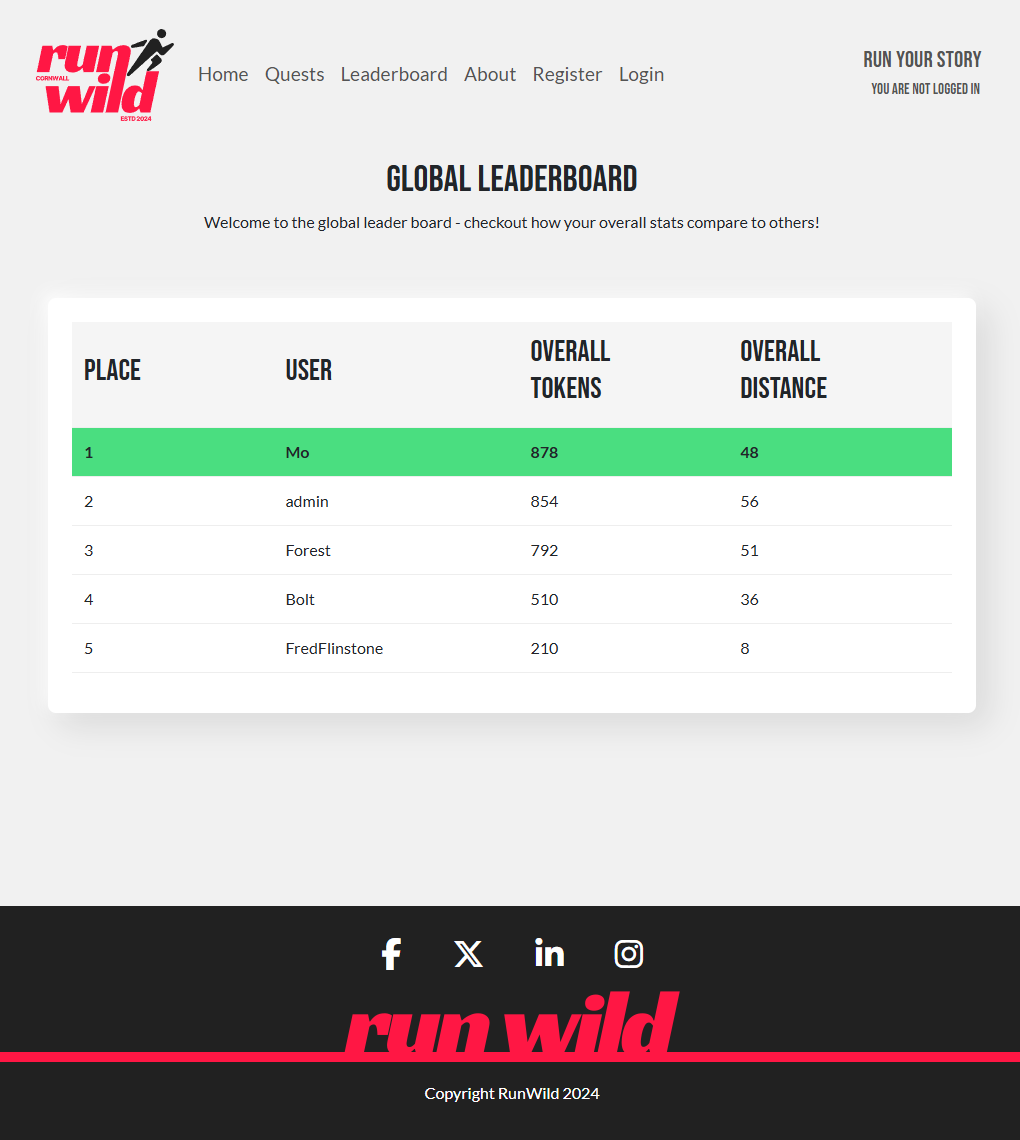 run
CORNWALL
wild
ESTD 2024
Home Quests Leaderboard About Register Login
RUN YOUR STORY
YOU ARE NOT LOGGED IN
GLOBAL LEADERBOARD
Welcome to the global leader board - checkout how your overall stats compare to others!
PLACE USER OVERALL TOKENS OVERALL DISTANCE
1 Mo 878 48
2 admin 854 56
3 Forest 792 51
4 Bolt 510 36
5 FredFlinstone 210 8
run wild
Copyright RunWild 2024